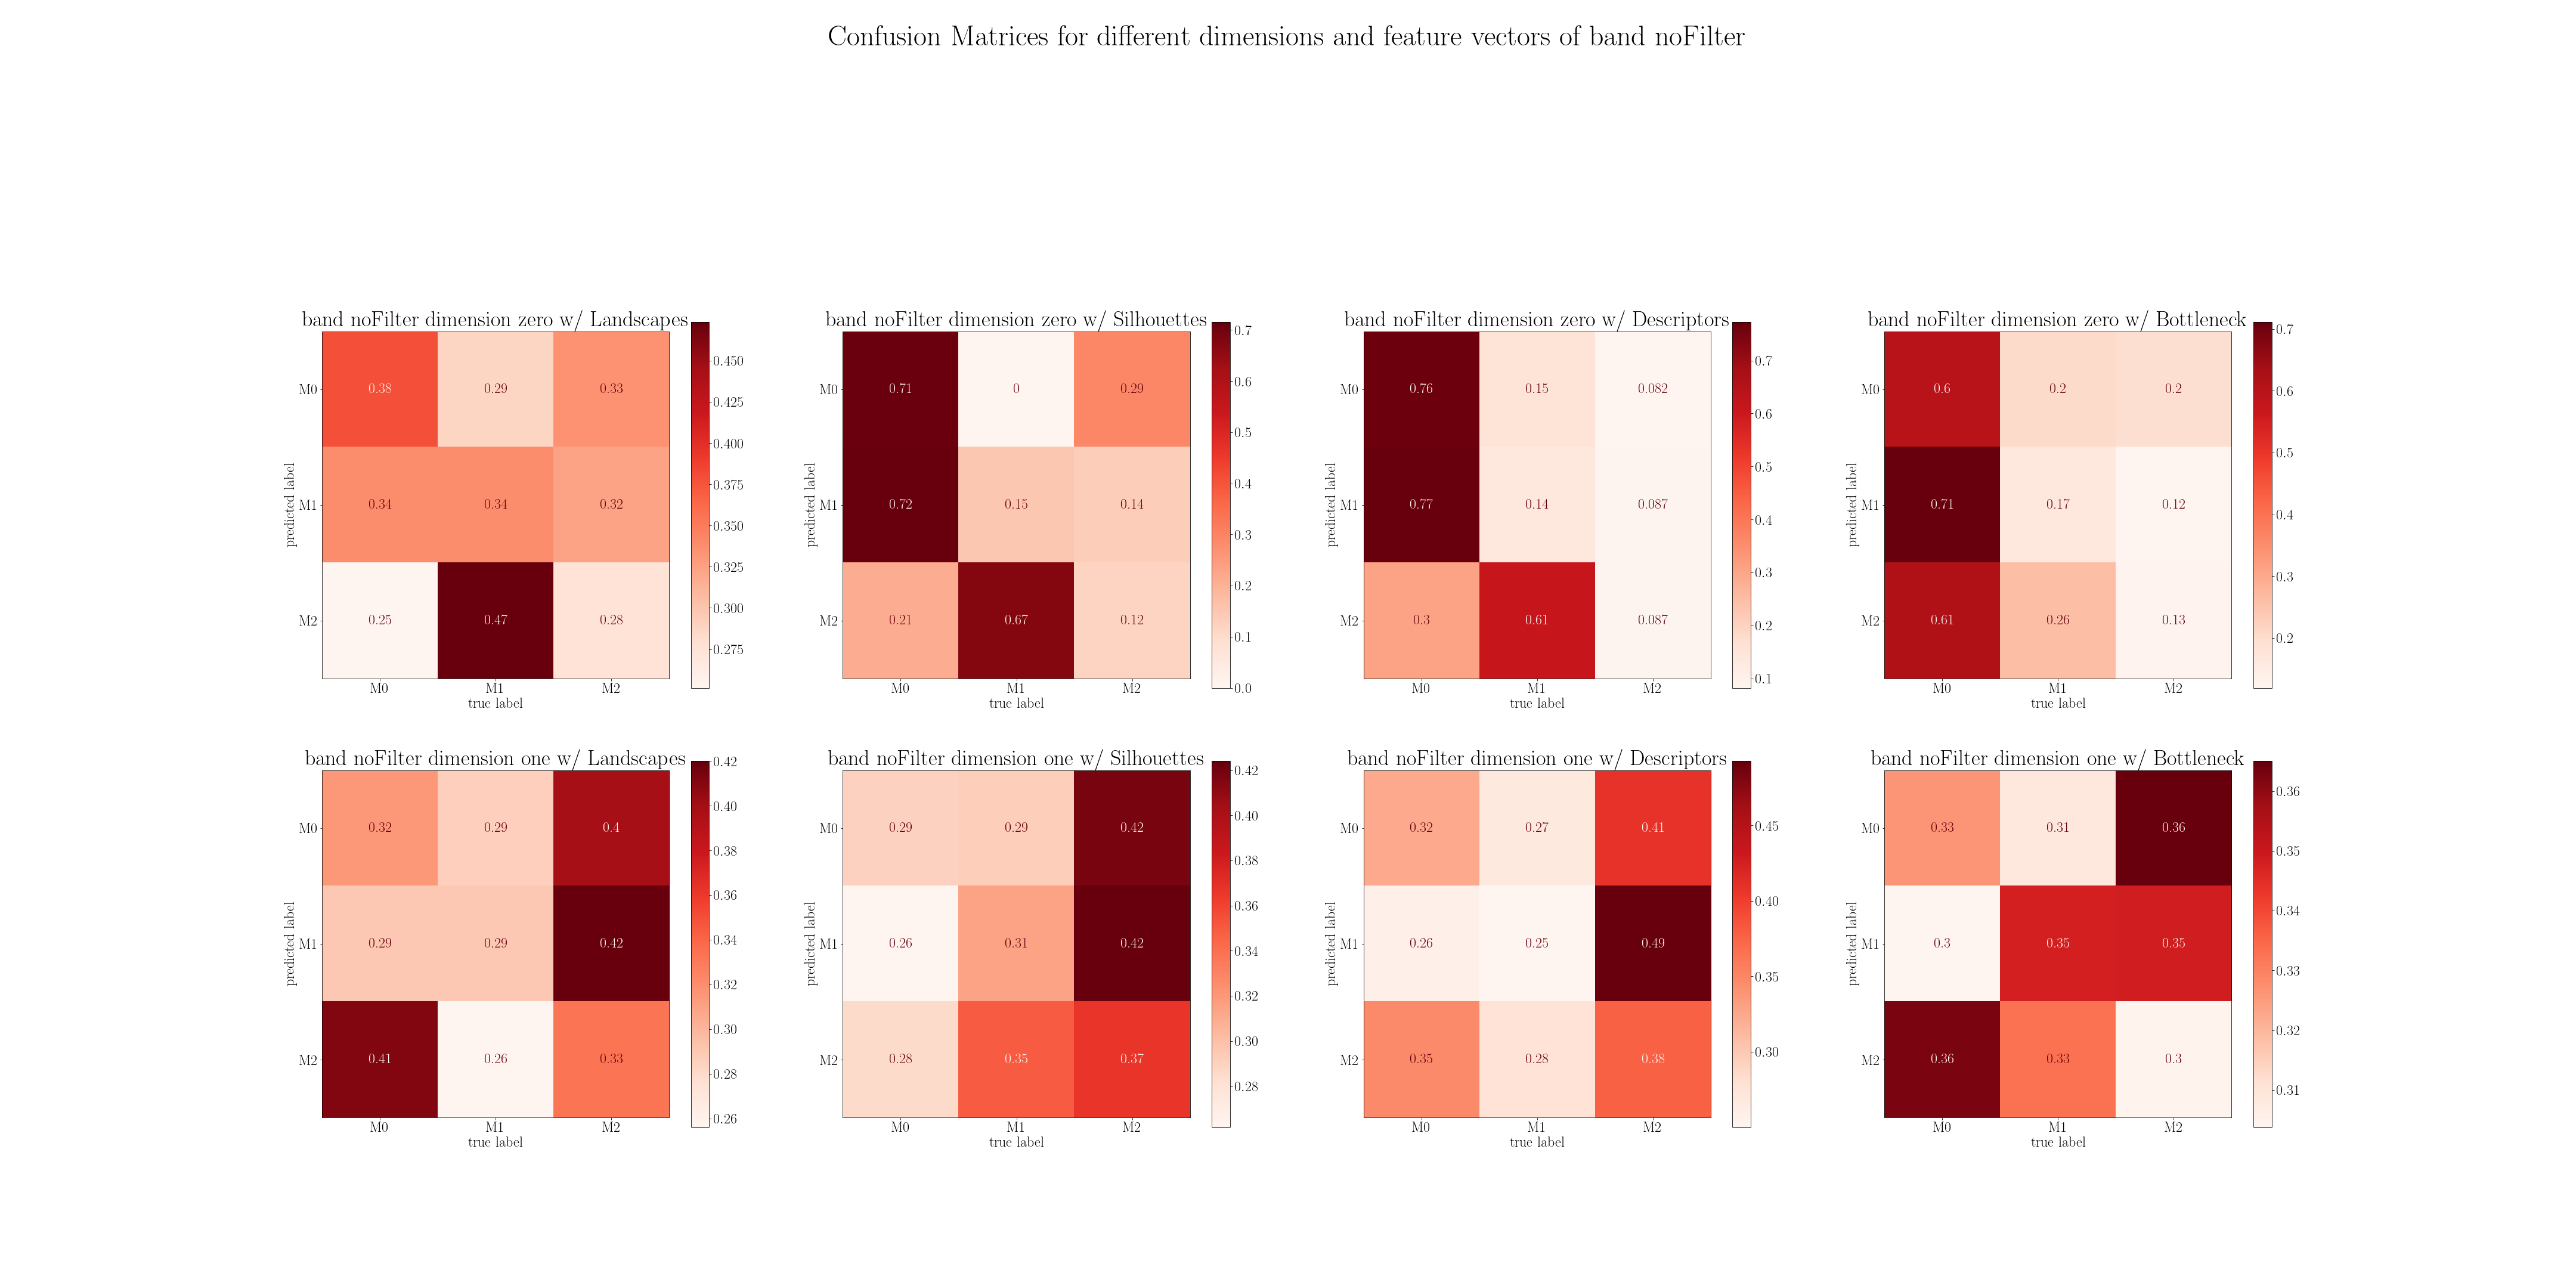 Confusion Matrices for different dimensions and feature vectors of band noFilter
band noFilter dimension zero w/ Landscapes
predicted label
M0 0.38 0.29 0.33
M1 0.34 0.34 0.32
M2 0.25 0.47 0.28
M0 M1 M2
true label
0.450
0.425
0.400
0.375
0.350
0.325
0.300
0.275
band noFilter dimension zero w/ Silhouettes
predicted label
M0 0.71 0 0.29
M1 0.72 0.15 0.14
M2 0.21 0.67 0.12
M0 M1 M2
true label
0.7
0.6
0.5
0.4
0.3
0.2
0.1
0.0
band noFilter dimension zero w/ Descriptors
predicted label
M0 0.76 0.15 0.082
M1 0.77 0.14 0.087
M2 0.3 0.61 0.087
M0 M1 M2
true label
0.7
0.6
0.5
0.4
0.3
0.2
0.1
band noFilter dimension zero w/ Bottleneck
predicted label
M0 0.6 0.2 0.2
M1 0.71 0.17 0.12
M2 0.61 0.26 0.13
M0 M1 M2
true label
0.7
0.6
0.5
0.4
0.3
0.2
band noFilter dimension one w/ Landscapes
predicted label
M0 0.32 0.29 0.4
M1 0.29 0.29 0.42
M2 0.41 0.26 0.33
M0 M1 M2
true label
0.42
0.40
0.38
0.36
0.34
0.32
0.30
0.28
0.26
band noFilter dimension one w/ Silhouettes
predicted label
M0 0.29 0.29 0.42
M1 0.26 0.31 0.42
M2 0.28 0.35 0.37
M0 M1 M2
true label
0.42
0.40
0.38
0.36
0.34
0.32
0.30
0.28
band noFilter dimension one w/ Descriptors
predicted label
M0 0.32 0.27 0.41
M1 0.26 0.25 0.49
M2 0.35 0.28 0.38
M0 M1 M2
true label
0.45
0.40
0.35
0.30
band noFilter dimension one w/ Bottleneck
predicted label
M0 0.33 0.31 0.36
M1 0.3 0.35 0.35
M2 0.36 0.33 0.3
M0 M1 M2
true label
0.36
0.35
0.34
0.33
0.32
0.31